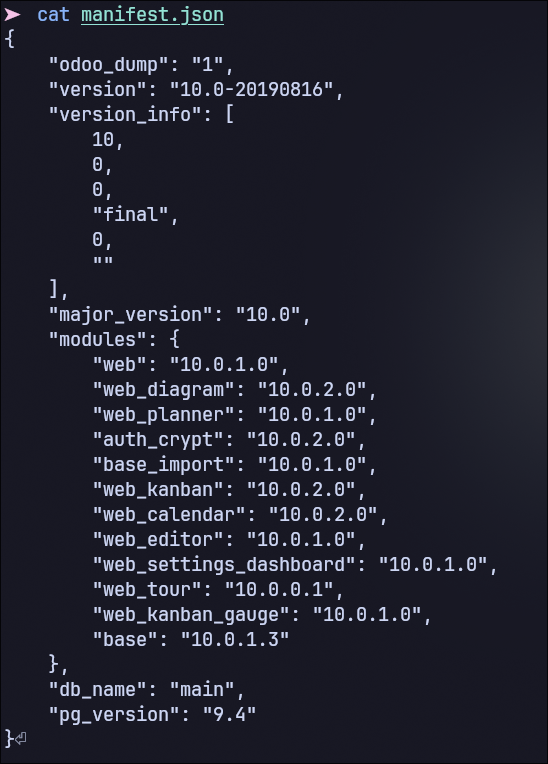 ➤ cat manifest.json
{
    "odoo_dump": "1",
    "version": "10.0-20190816",
    "version_info": [
        10,
        0,
        0,
        "final",
        0,
        ""
    ],
    "major_version": "10.0",
    "modules": {
        "web": "10.0.1.0",
        "web_diagram": "10.0.2.0",
        "web_planner": "10.0.1.0",
        "auth_crypt": "10.0.2.0",
        "base_import": "10.0.1.0",
        "web_kanban": "10.0.2.0",
        "web_calendar": "10.0.2.0",
        "web_editor": "10.0.1.0",
        "web_settings_dashboard": "10.0.1.0",
        "web_tour": "10.0.0.1",
        "web_kanban_gauge": "10.0.1.0",
        "base": "10.0.1.3"
    },
    "db_name": "main",
    "pg_version": "9.4"
}⏎